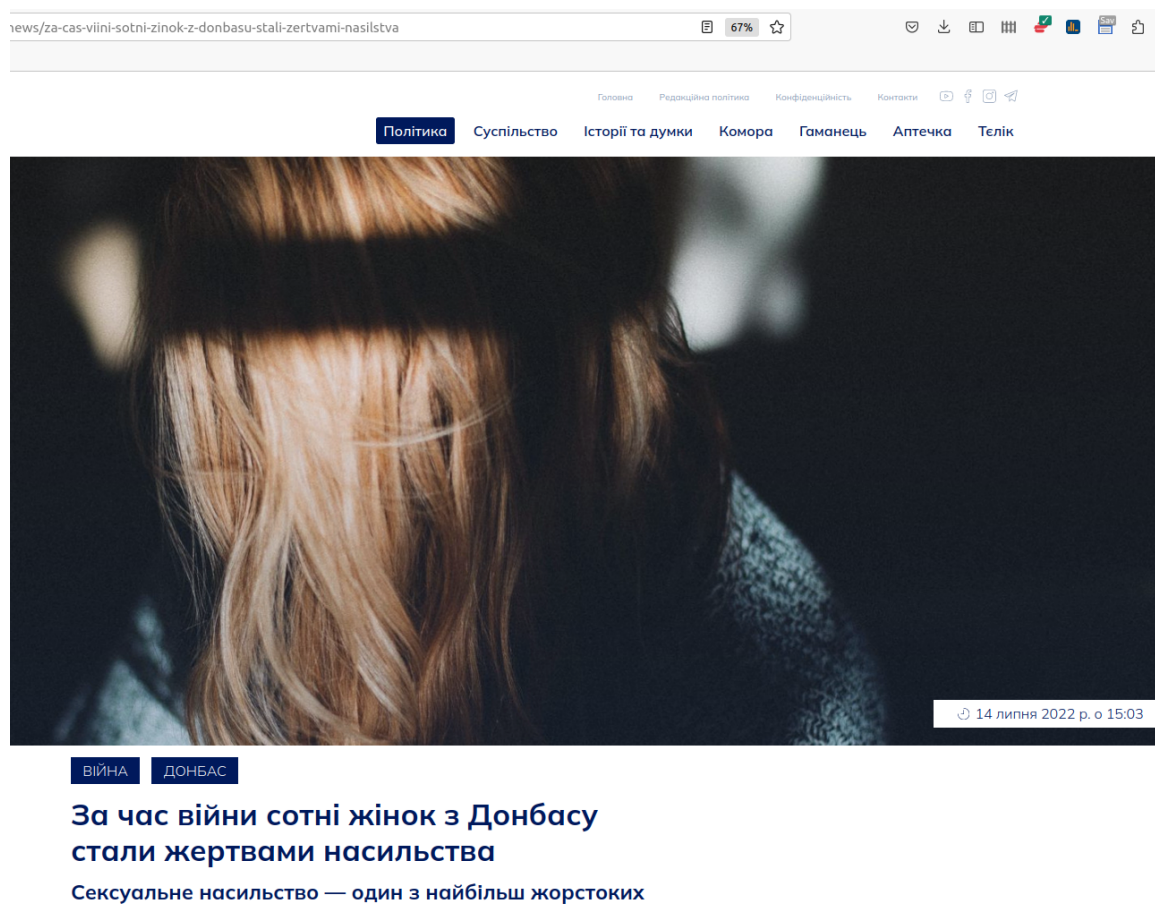 news/za-cas-viini-sotni-zinok-z-donbasu-stali-zertvami-nasilstva
67%
Sav
Головна Редакційна політика Конфіденційність Контакти
Політика Суспільство Історії та думки Комора Гаманець Аптечка Тєлік
14 липня 2022 р. о 15:03
ВІЙНА ДОНБАС
За час війни сотні жінок з Донбасу
стали жертвами насильства
Сексуальне насильство — один з найбільш жорстоких